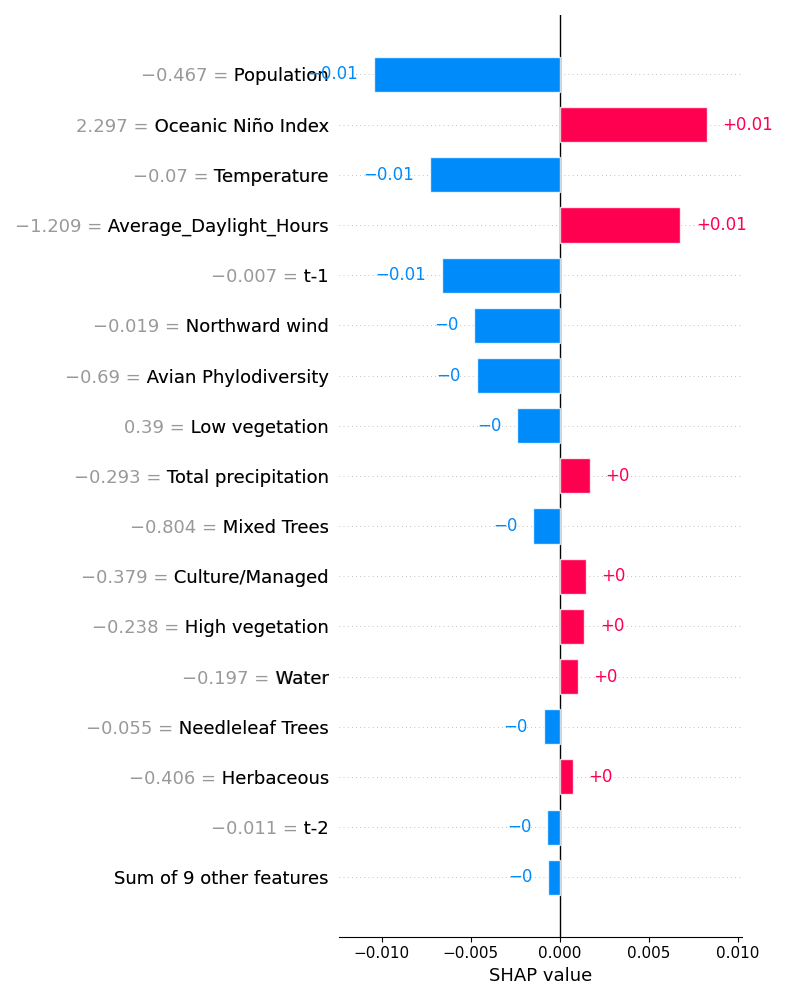 −0.467 = Population −0.01
2.297 = Oceanic Niño Index +0.01
−0.07 = Temperature −0.01
−1.209 = Average_Daylight_Hours +0.01
−0.007 = t-1 −0.01
−0.019 = Northward wind −0
−0.69 = Avian Phylodiversity −0
0.39 = Low vegetation −0
−0.293 = Total precipitation +0
−0.804 = Mixed Trees −0
−0.379 = Culture/Managed +0
−0.238 = High vegetation +0
−0.197 = Water +0
−0.055 = Needleleaf Trees −0
−0.406 = Herbaceous +0
−0.011 = t-2 −0
Sum of 9 other features −0
−0.010 −0.005 0.000 0.005 0.010
SHAP value